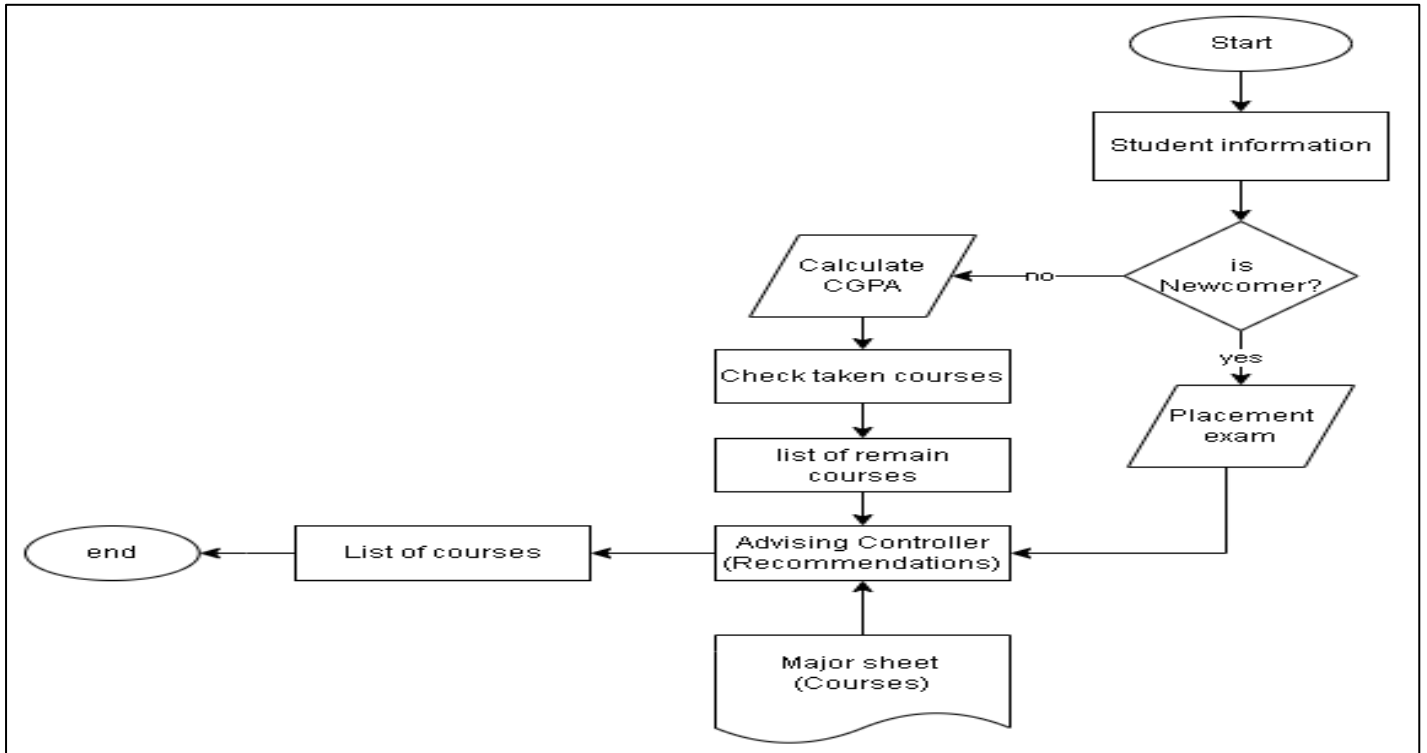 Start
Student information
is
Newcomer?
no
yes
Calculate
CGPA
Check taken courses
list of remain
courses
Placement
exam
Advising Controller
(Recommendations)
List of courses
end
Major sheet
(Courses)